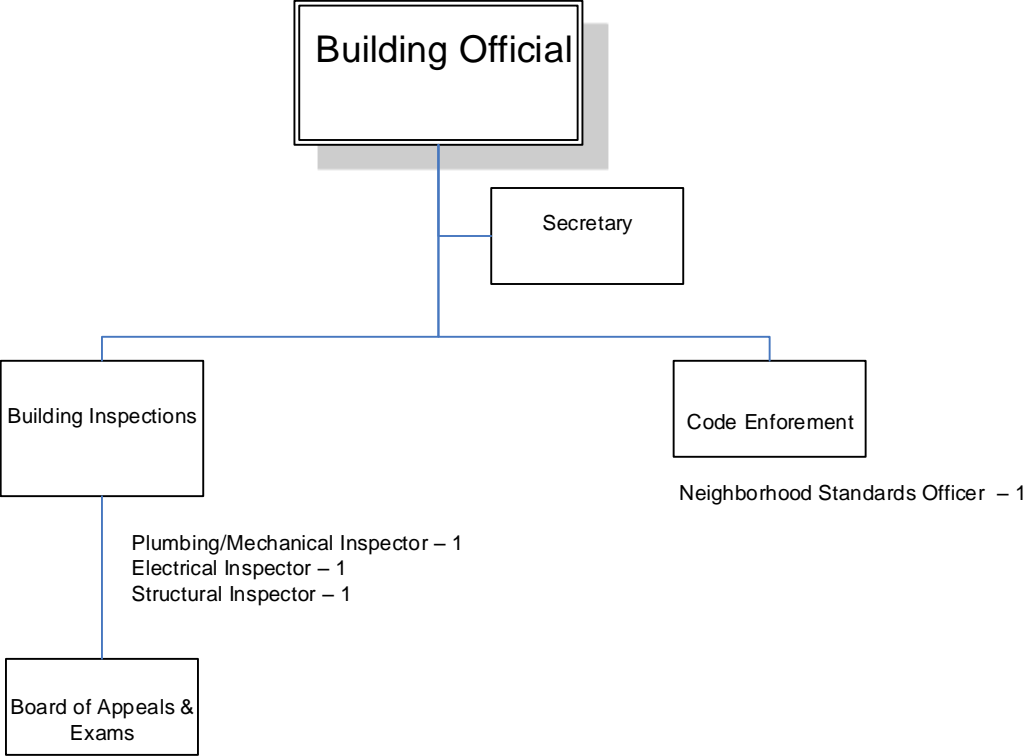 Building Official
Secretary
Building Inspections
Code Enforement
Neighborhood Standards Officer – 1
Plumbing/Mechanical Inspector – 1
Electrical Inspector – 1
Structural Inspector – 1
Board of Appeals &
Exams